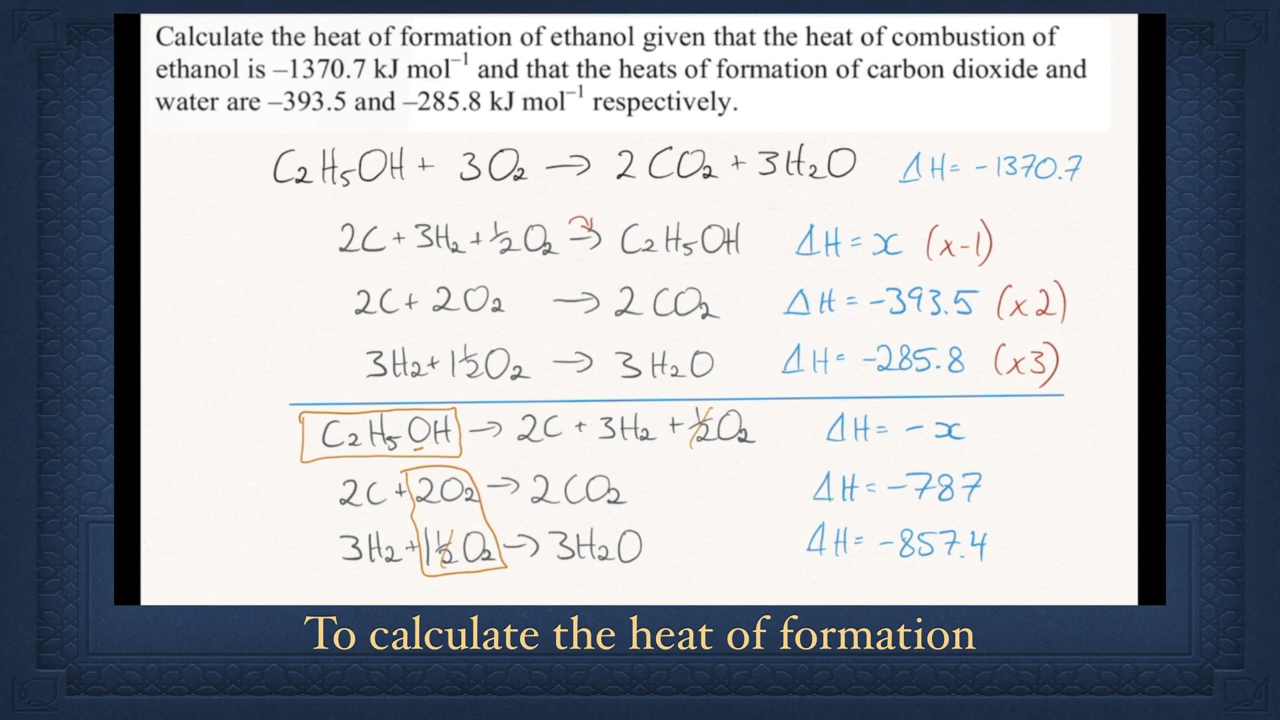 Calculate the heat of formation of ethanol given that the heat of combustion of
ethanol is –1370.7 kJ mol⁻¹ and that the heats of formation of carbon dioxide and
water are –393.5 and –285.8 kJ mol⁻¹ respectively.
C₂H₅OH + 3O₂ → 2CO₂ + 3H₂O ΔH = -1370.7
2C + 3H₂ + ½O₂ → C₂H₅OH ΔH = x (x-1)
2C + 2O₂ → 2CO₂ ΔH = -393.5 (x2)
3H₂ + 1½O₂ → 3H₂O ΔH = -285.8 (x3)
C₂H₅OH → 2C + 3H₂ + ½O₂ ΔH = -x
2C + 2O₂ → 2CO₂ ΔH = -787
3H₂ + 1½O₂ → 3H₂O ΔH = -857.4
To calculate the heat of formation